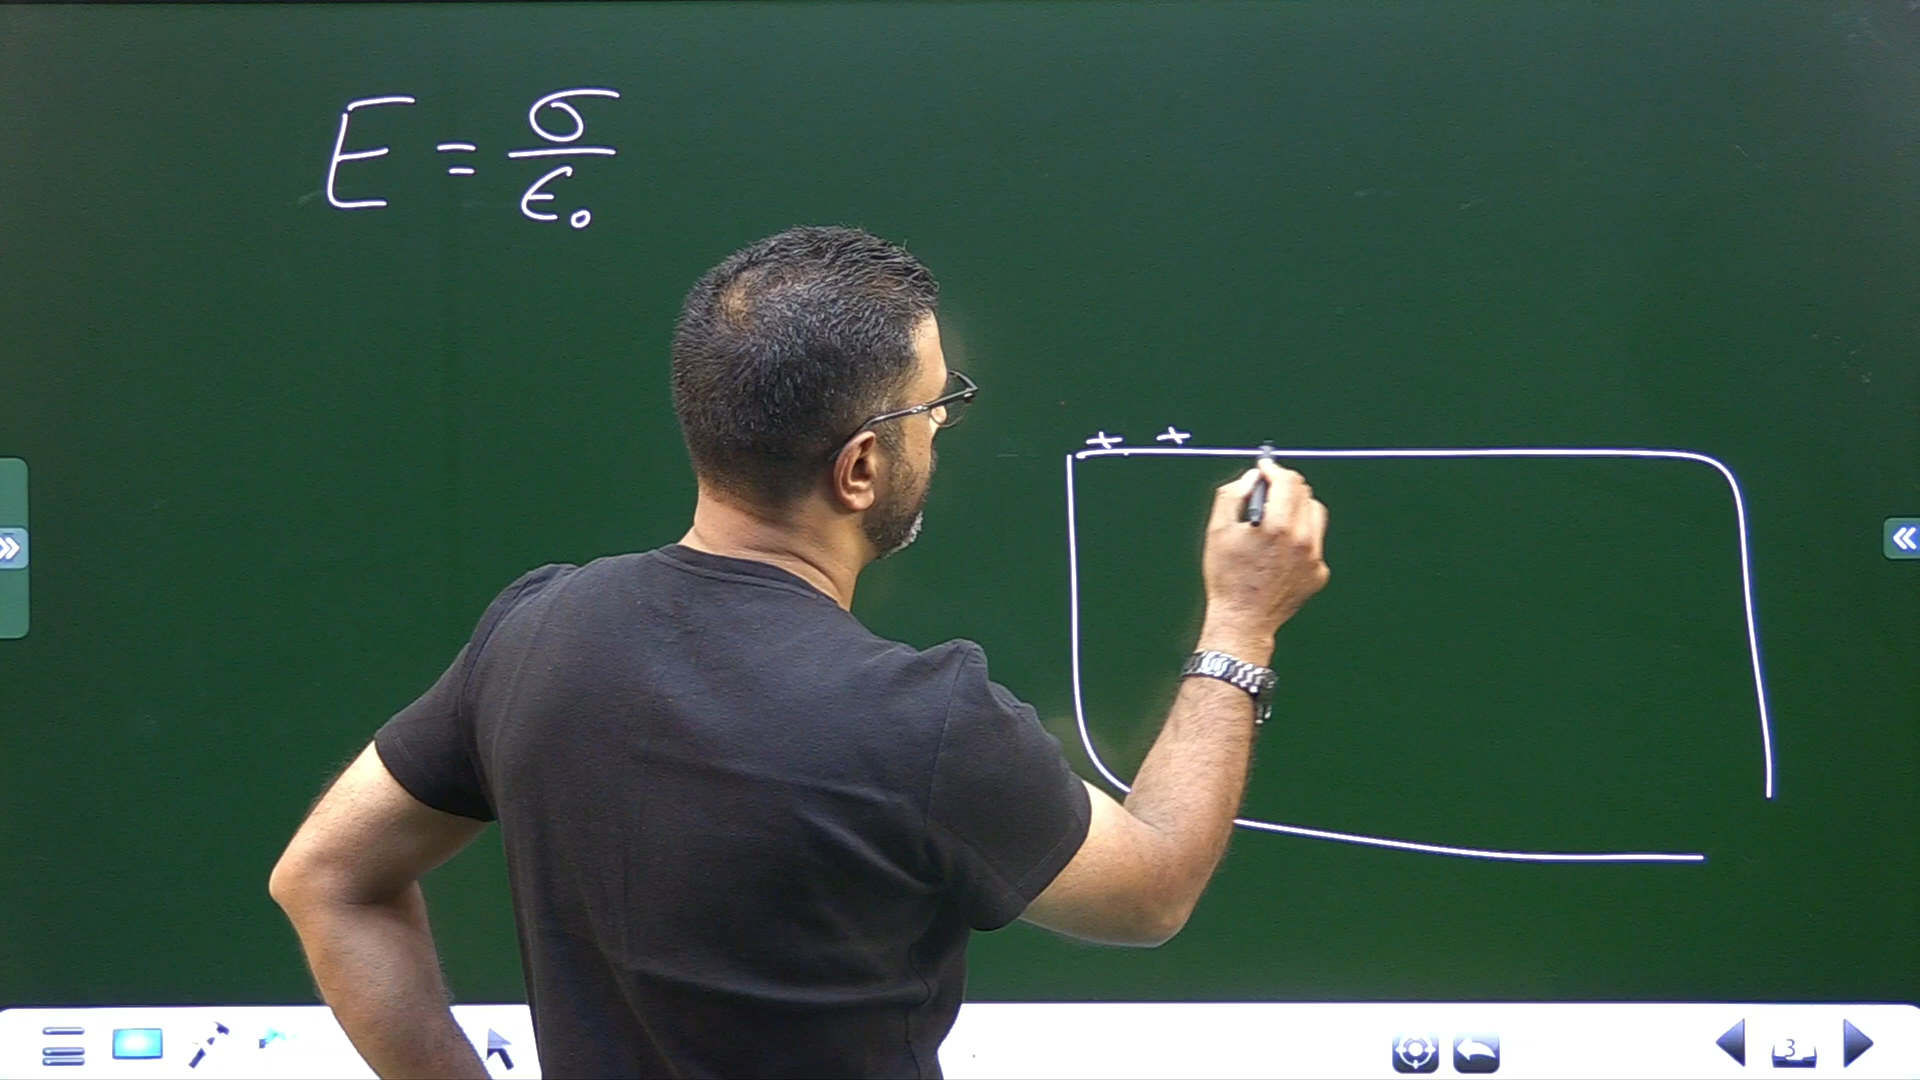 E = σ/ε₀
+ +
3